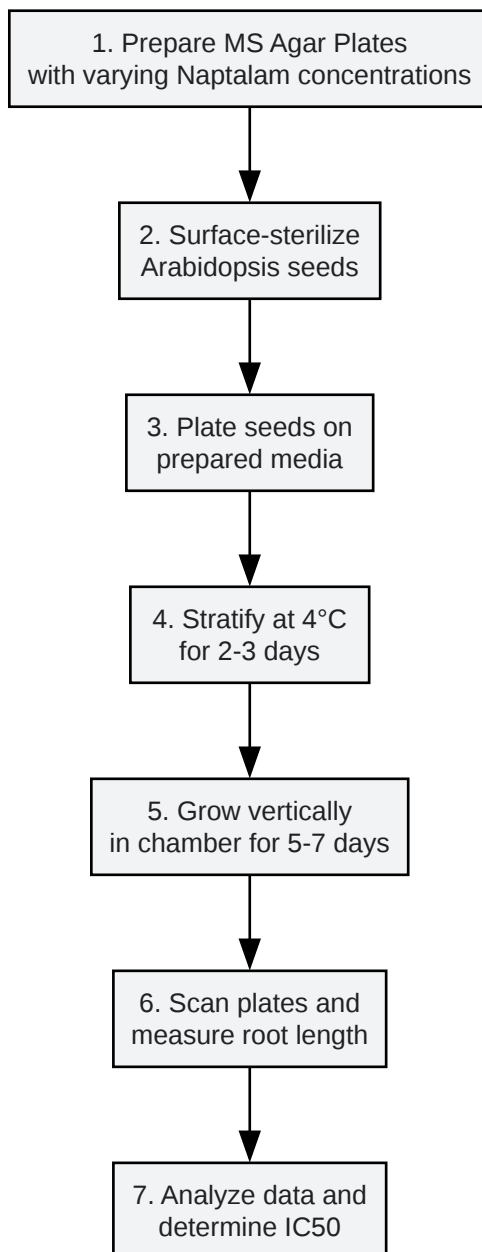 1. Prepare MS Agar Plates
with varying Naptalam concentrations
2. Surface-sterilize
Arabidopsis seeds
3. Plate seeds on
prepared media
4. Stratify at 4°C
for 2-3 days
5. Grow vertically
in chamber for 5-7 days
6. Scan plates and
measure root length
7. Analyze data and
determine IC50